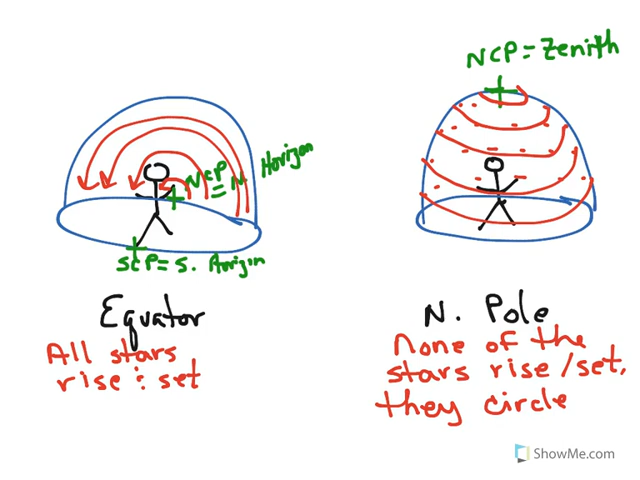 NCP = Zenith
NCP
= N Horizon
SCP = S. Horizon
Equator
All stars
rise & set
N. Pole
None of the
stars rise/set,
they circle
ShowMe.com